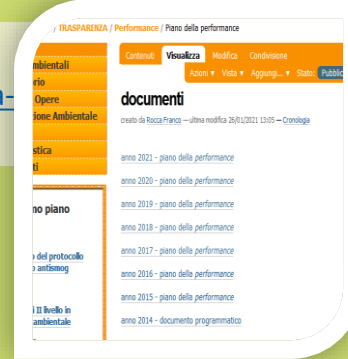 / TRASPARENZA / Performance / Piano della performance
Contenuti Visualizza Modifica Condivisione
Azioni ▼ Vista ▼ Aggiungi... ▼ Stato: Pubblic
documenti
creato da Rocca Franco — ultima modifica 26/01/2021 13:05 — Cronologia
anno 2021 - piano della performance
anno 2020 - piano della performance
anno 2019 - piano della performance
anno 2018 - piano della performance
anno 2017 - piano della performance
anno 2016 - piano della performance
anno 2015 - piano della performance
anno 2014 - documento programmatico
a-
mbientali
rio
Opere
ione Ambientale
stica
ti
no piano
o del protocollo
o antismog
i II livello in
ambientale